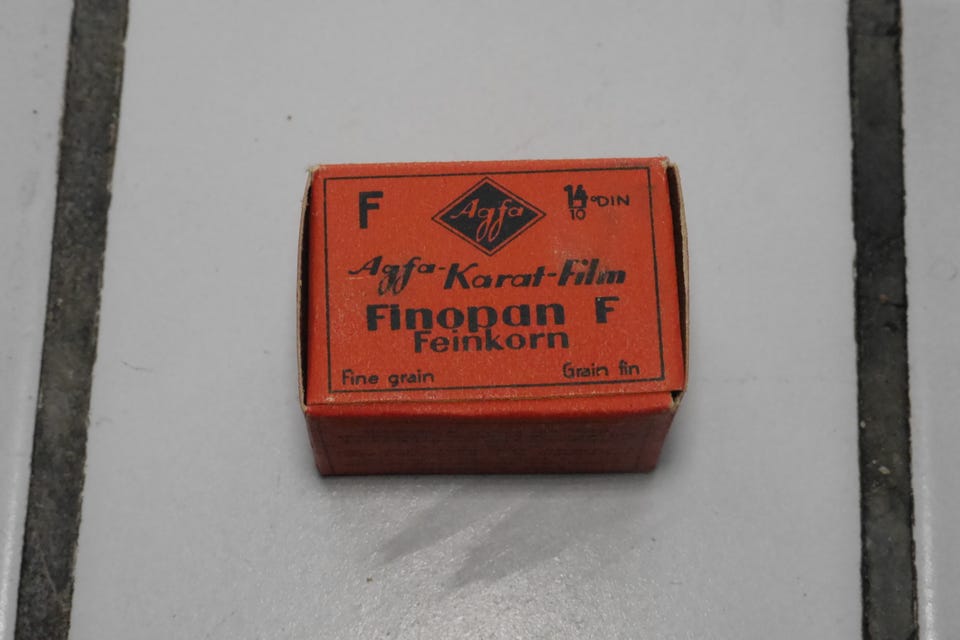 F
Agfa
14/10 °DIN
Agfa-Karat-Film
Finopan F
Feinkorn
Fine grain
Grain fin